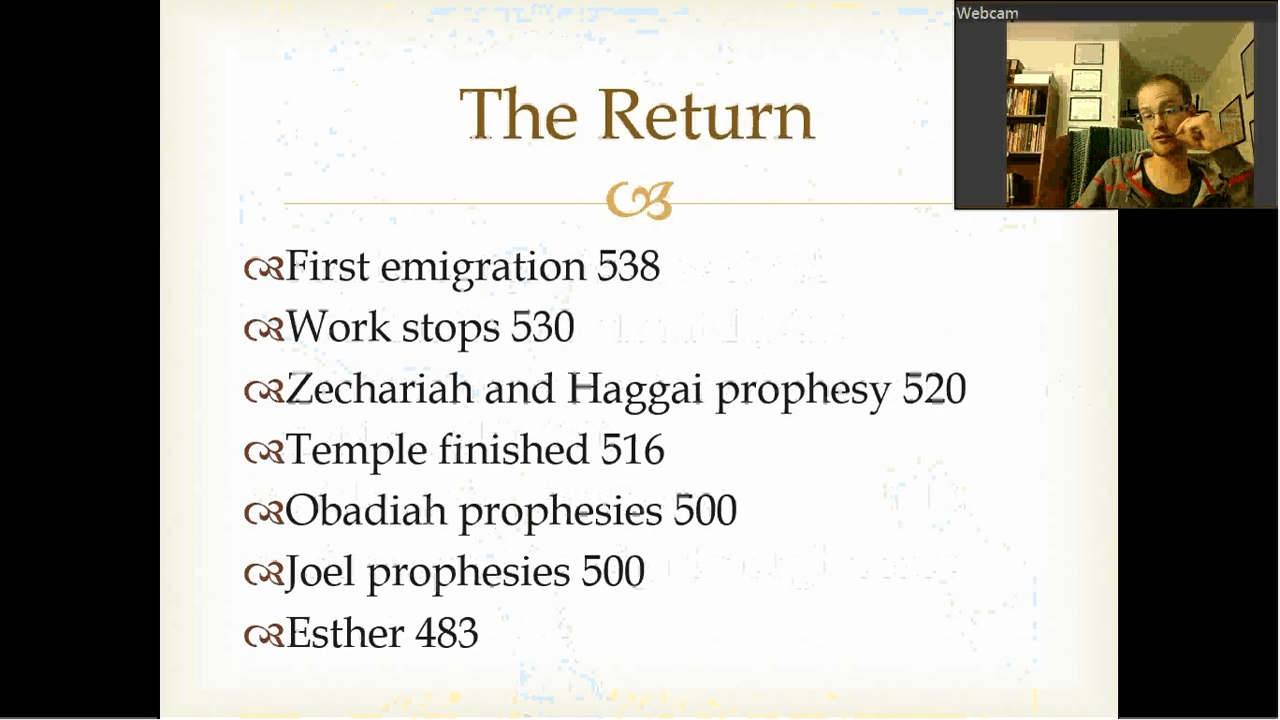 Webcam
The Return
First emigration 538
Work stops 530
Zechariah and Haggai prophesy 520
Temple finished 516
Obadiah prophesies 500
Joel prophesies 500
Esther 483